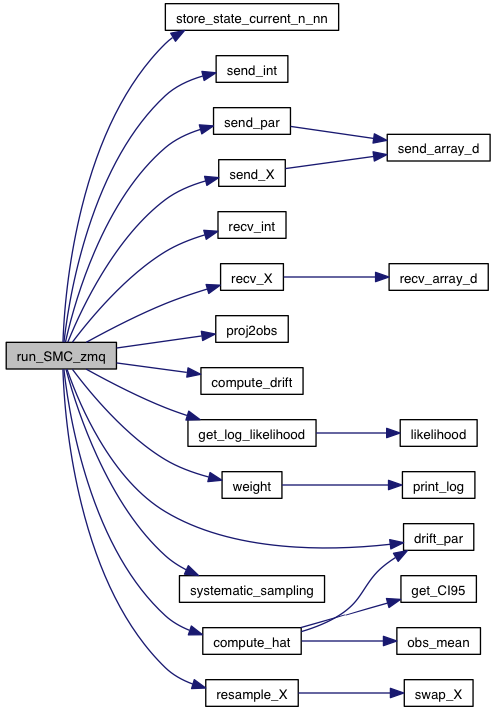 store_state_current_n_nn
send_int
send_par
send_array_d
send_X
recv_int
recv_X
recv_array_d
proj2obs
run_SMC_zmq
compute_drift
get_log_likelihood
likelihood
weight
print_log
drift_par
systematic_sampling
get_CI95
compute_hat
obs_mean
resample_X
swap_X